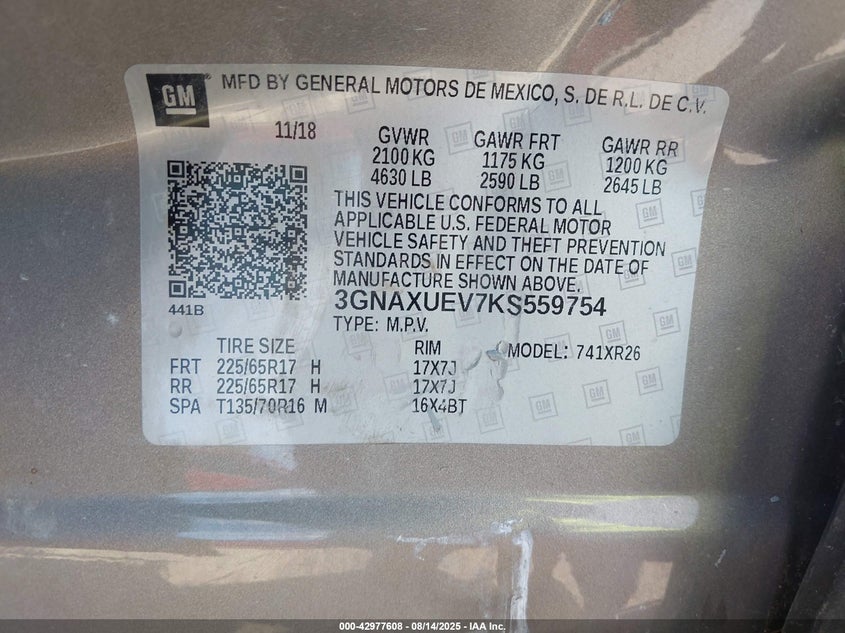 GM MFD BY GENERAL MOTORS DE MEXICO, S. DE R.L. DE C.V.
11/18 GVWR GAWR FRT GAWR RR
2100 KG 1175 KG 1200 KG
4630 LB 2590 LB 2645 LB
THIS VEHICLE CONFORMS TO ALL
APPLICABLE U.S. FEDERAL MOTOR
VEHICLE SAFETY AND THEFT PREVENTION
STANDARDS IN EFFECT ON THE DATE OF
MANUFACTURE SHOWN ABOVE.
441B 3GNAXUEV7KS559754
TYPE: M.P.V.
TIRE SIZE RIM MODEL: 741XR26
FRT 225/65R17 H 17X7J
RR 225/65R17 H 17X7J
SPA T135/70R16 M 16X4BT
000-42977608 - 08/14/2025 - IAA Inc.